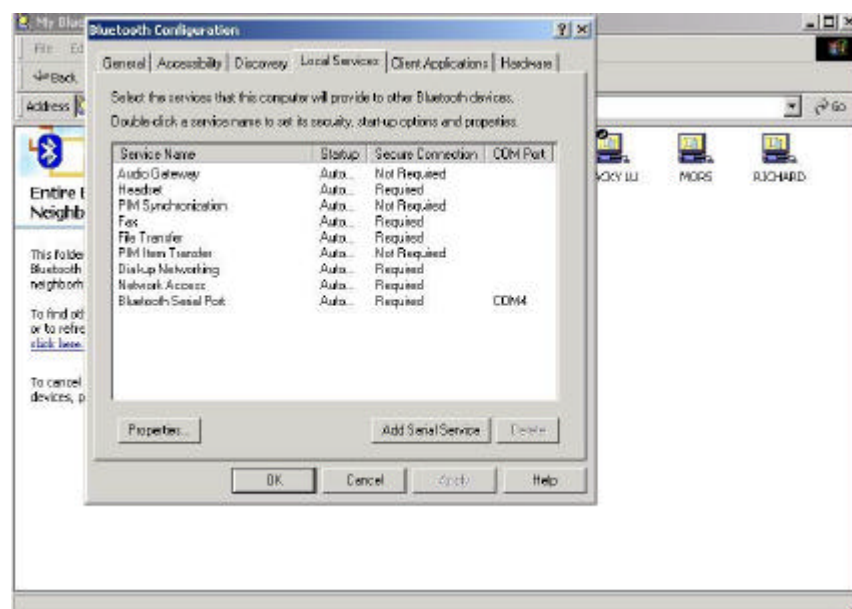 My Blue
Bluetooth Configuration
File Ed
Back
Address
Go
General Accessibility Discovery Local Services Client Applications Hardware
Select the services that this computer will provide to other Bluetooth devices.
Double-click a service name to set its security, start-up options and properties.
Service Name Startup Secure Connection COM Port
Audio Gateway Auto... Not Required
Headset Auto... Required
PIM Synchronization Auto... Not Required
Fax Auto... Required
File Transfer Auto... Required
PIM Item Transfer Auto... Not Required
Dial-up Networking Auto... Required
Network Access Auto... Required
Bluetooth Serial Port Auto... Required COM4
Properties... Add Serial Service Delete
OK Cancel Apply Help
Entire B
Neighb
This folde
Bluetooth
neighborh
To find oth
or to refre
click here.
To cancel
devices, p
ACKY LU MORS RICHARD